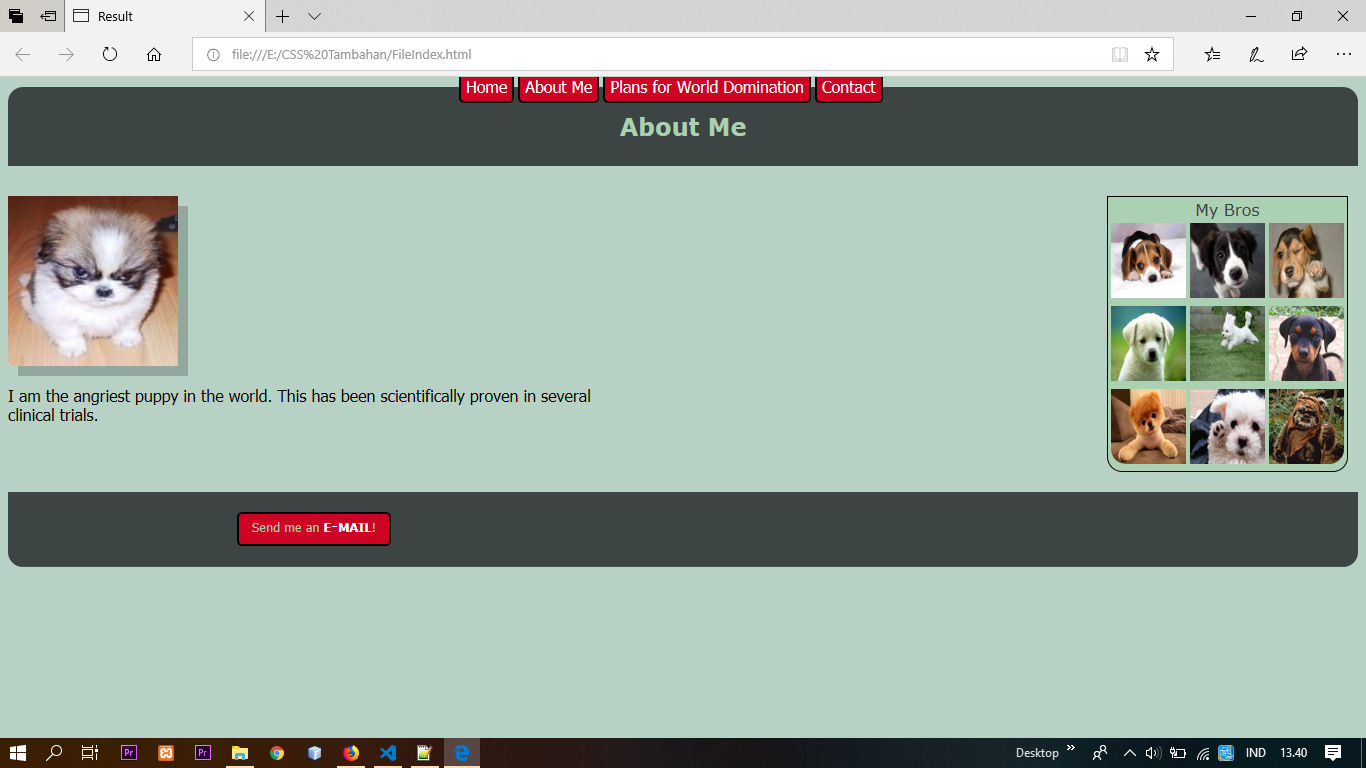 Result
file:///E:/CSS%20Tambahan/FileIndex.html
Home About Me Plans for World Domination Contact
About Me
My Bros
I am the angriest puppy in the world. This has been scientifically proven in several
clinical trials.
Send me an E-MAIL!
Pr Pr Desktop IND 13.40